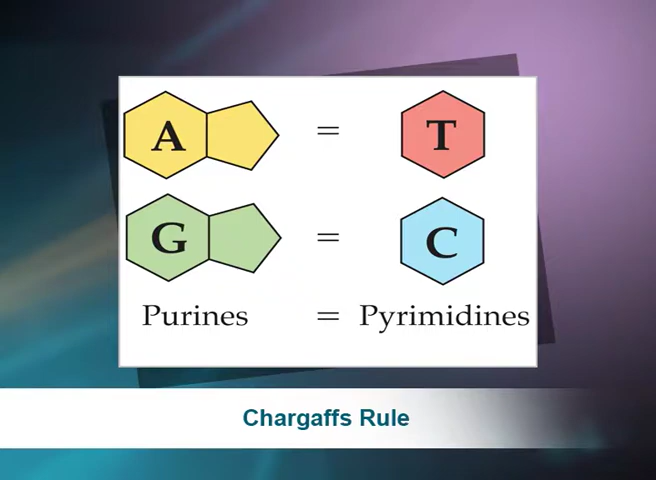 A = T
G = C
Purines = Pyrimidines
Chargaffs Rule